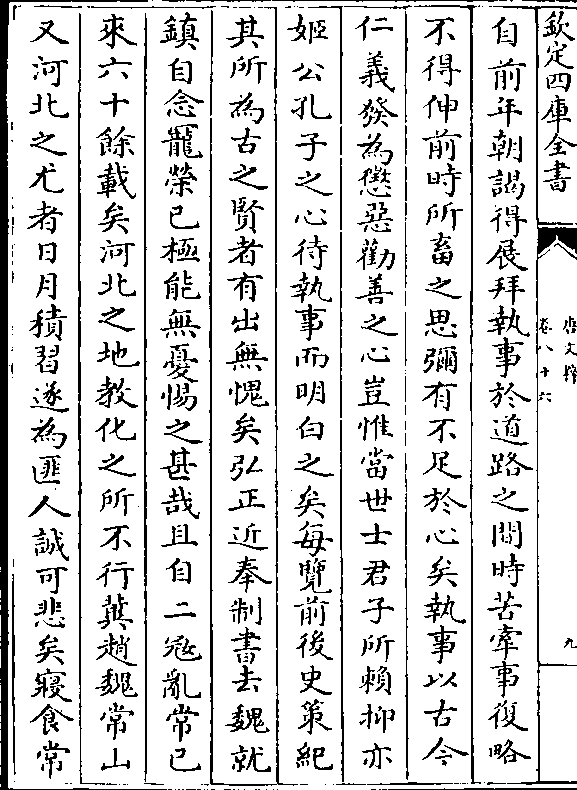 欽定四庫全書
唐文粹
卷八十六
九
自前年朝謁得展拜執事於道路之間時苦牽事復略
不得伸前時所畜之思彌有不足於心矣執事以古今
仁義發為懲惡勸善之心豈惟當世士君子所賴抑亦
姬公孔子之心待執事而明白之矣每覽前後史策紀
其所為古之賢者有出無愧矣弘正近奉制書去魏就
鎮自念寵榮已極能無憂惕之甚哉且自二宼亂常已
來六十餘載矣河北之地教化之所不行冀趙魏常山
又河北之尤者日月積習遂為匪人誠可悲矣寢食常